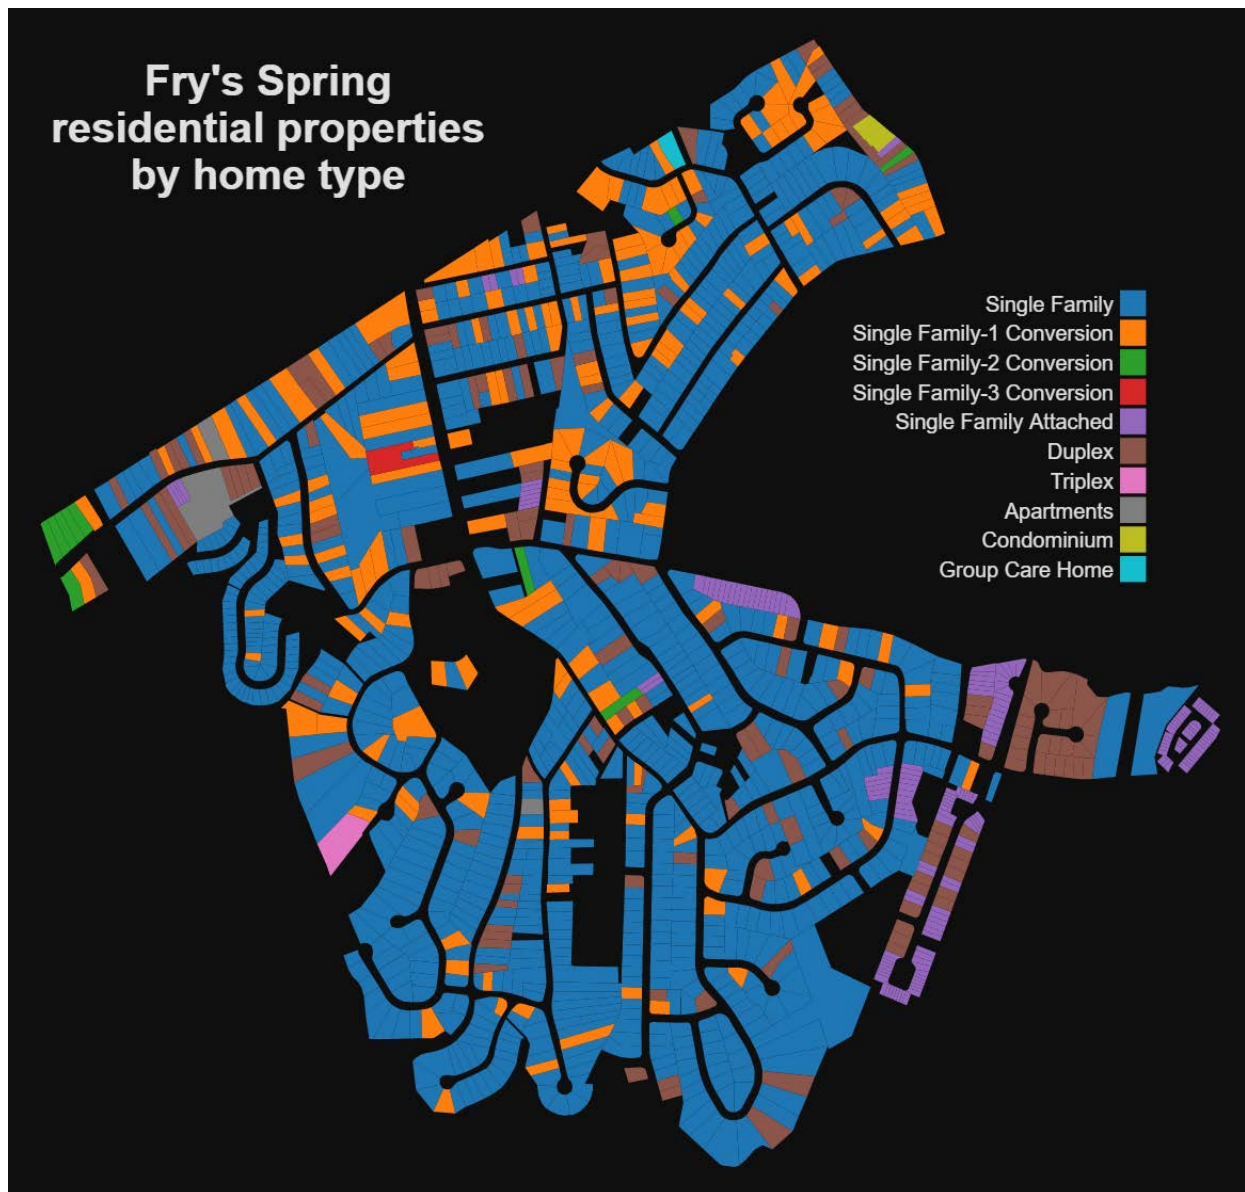 Fry's Spring
residential properties
by home type
Single Family
Single Family-1 Conversion
Single Family-2 Conversion
Single Family-3 Conversion
Single Family Attached
Duplex
Triplex
Apartments
Condominium
Group Care Home